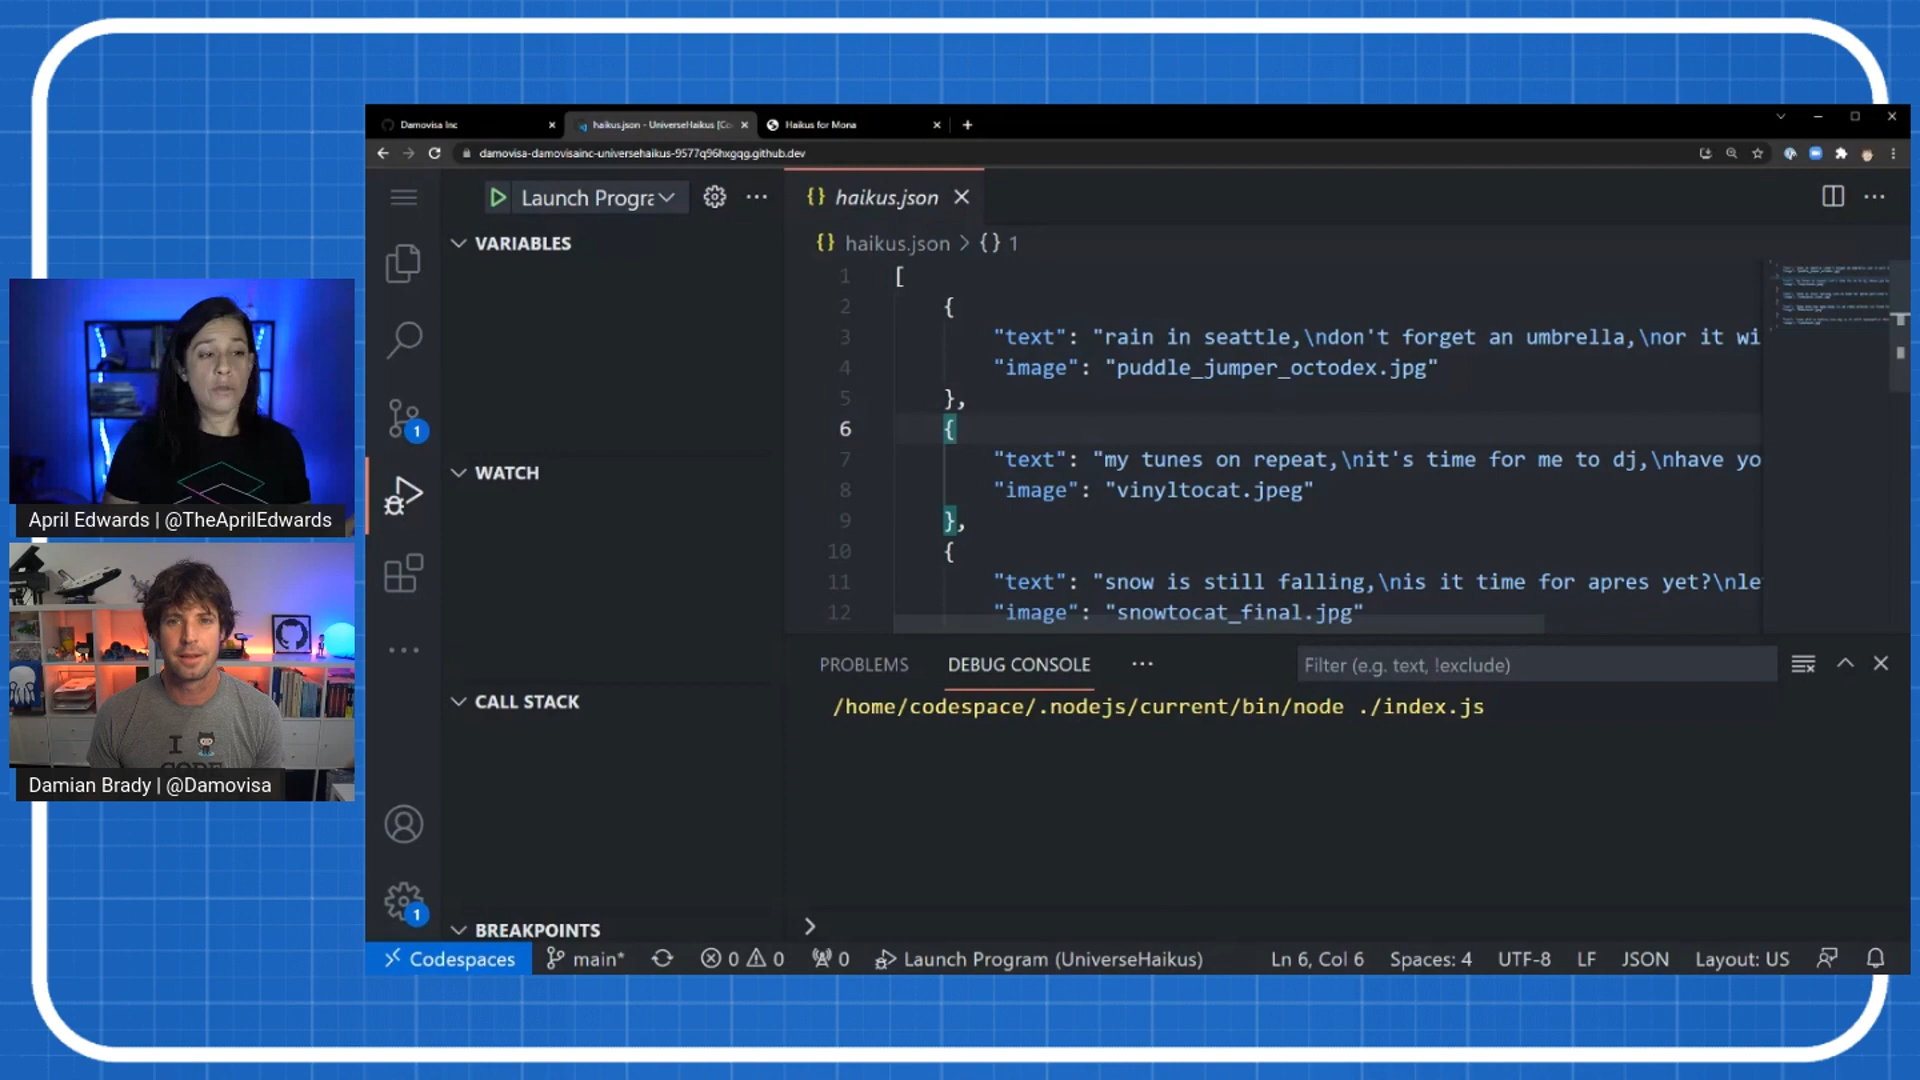 Damovisa Inc
haikus.json - UniverseHaikus [Co
Haikus for Mona
damovisa-damovisainc-universehaikus-9577q96hxgqg.github.dev
Launch Progra
VARIABLES
WATCH
CALL STACK
BREAKPOINTS
haikus.json
haikus.json > {} 1
1 [
2 {
3 "text": "rain in seattle,\ndon't forget an umbrella,\nor it wi
4 "image": "puddle_jumper_octodex.jpg"
5 },
6 {
7 "text": "my tunes on repeat,\nit's time for me to dj,\nhave yo
8 "image": "vinyltocat.jpeg"
9 },
10 {
11 "text": "snow is still falling,\nis it time for apres yet?\nle
12 "image": "snowtocat_final.jpg"
PROBLEMS DEBUG CONSOLE
Filter (e.g. text, !exclude)
/home/codespace/.nodejs/current/bin/node ./index.js
1
1
Codespaces main* 0 0 0 Launch Program (UniverseHaikus) Ln 6, Col 6 Spaces: 4 UTF-8 LF JSON Layout: US
April Edwards | @TheAprilEdwards
I
CODE
Damian Brady | @Damovisa